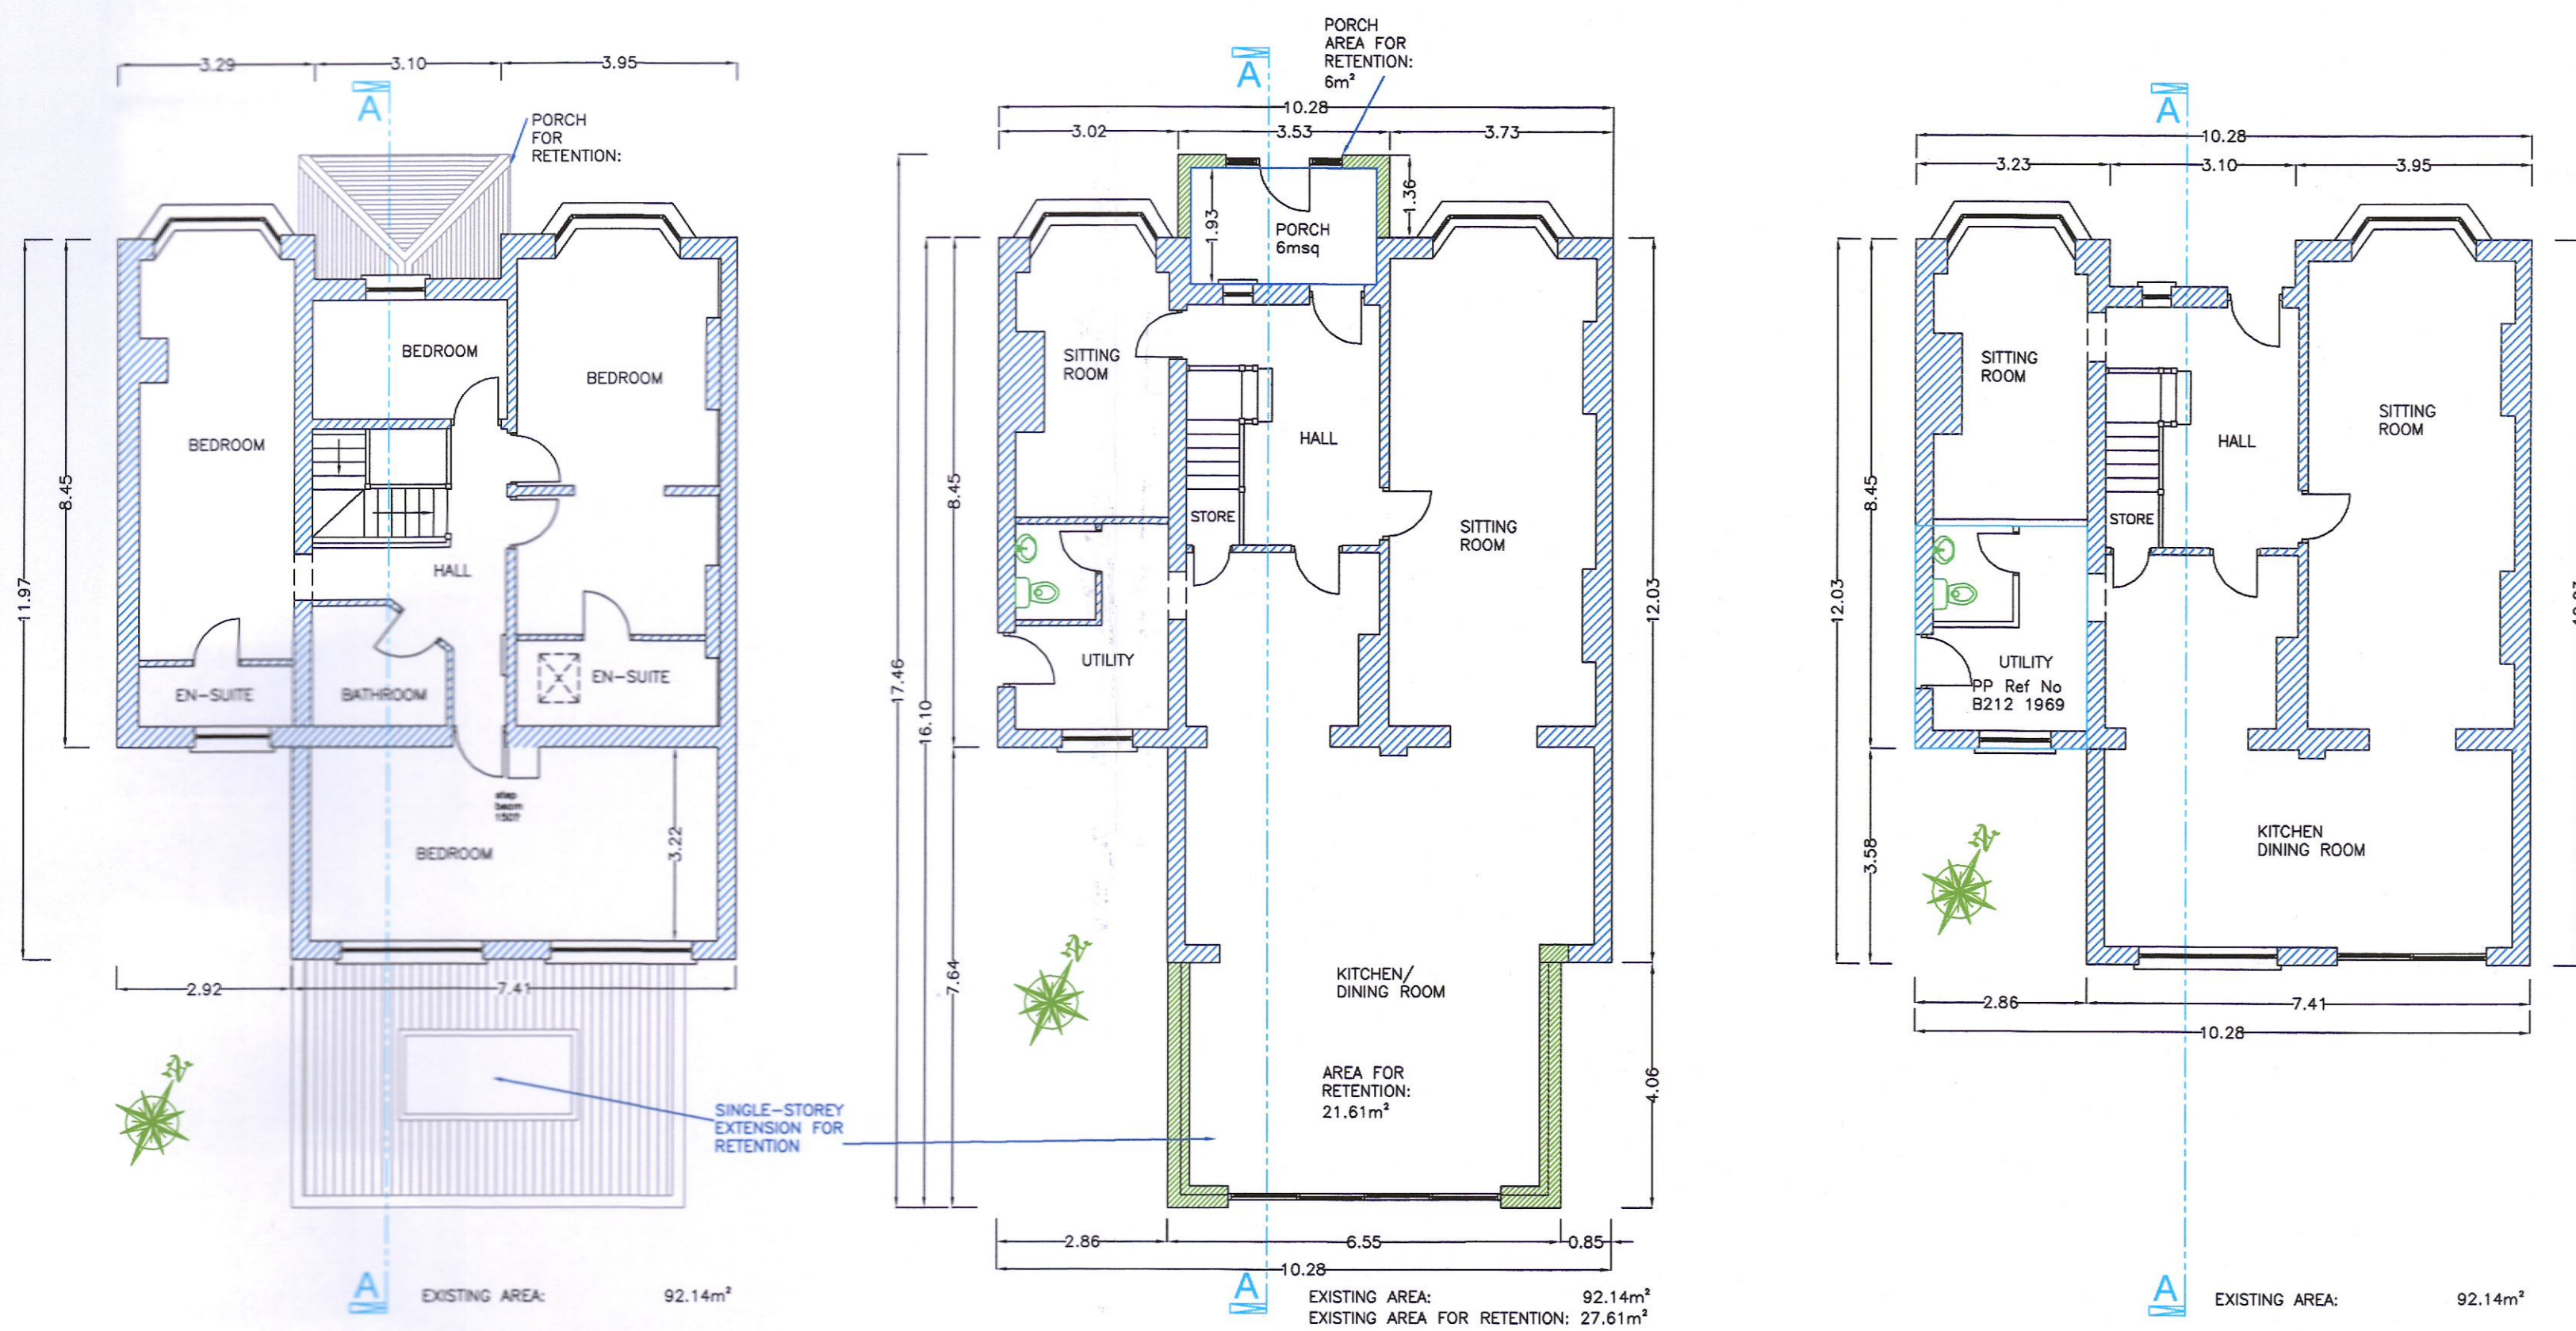 3.29
3.10
3.95
A
PORCH
FOR
RETENTION:
BEDROOM
BEDROOM
BEDROOM
8.45
11.97
HALL
EN-SUITE
BATHROOM
EN-SUITE
step
beam
150?
BEDROOM
3.22
2.92
7.41
N
SINGLE-STOREY
EXTENSION FOR
RETENTION
A
EXISTING AREA: 92.14m²
PORCH
AREA FOR
RETENTION:
6m²
A
10.28
3.02
3.53
3.73
1.36
1.93
PORCH
6msq
SITTING
ROOM
HALL
8.45
STORE
SITTING
ROOM
12.03
UTILITY
17.46
16.10
7.64
N
KITCHEN/
DINING ROOM
AREA FOR
RETENTION:
21.61m²
4.06
2.86
6.55
0.85
10.28
A
EXISTING AREA: 92.14m²
EXISTING AREA FOR RETENTION: 27.61m²
A
10.28
3.23
3.10
3.95
SITTING
ROOM
SITTING
ROOM
HALL
8.45
STORE
12.03
UTILITY
PP Ref No
B212 1969
3.58
KITCHEN
DINING ROOM
N
2.86
7.41
10.28
A
EXISTING AREA: 92.14m²